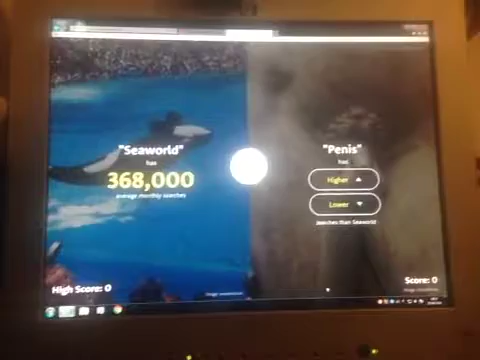 "Seaworld"
has
368,000
average monthly searches
"Penis"
has
Higher ▲
Lower ▼
searches than Seaworld
High Score: 0
Score: 0